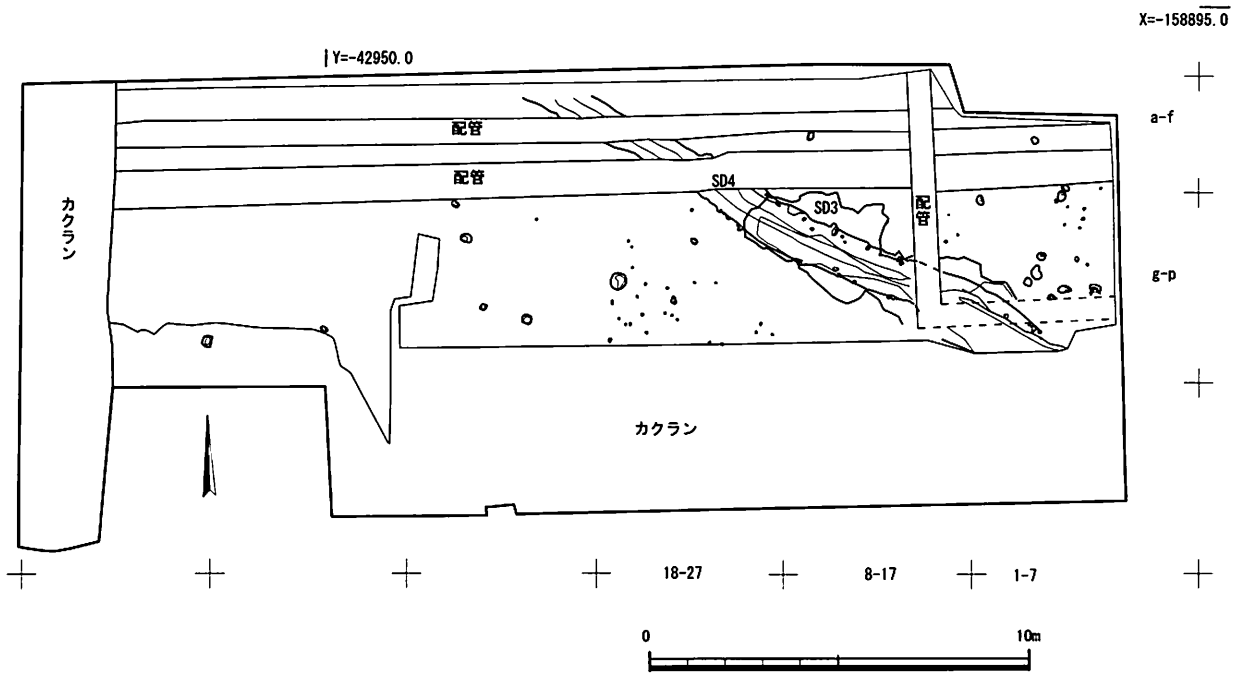 X=-158895.0
Y=-42950.0
a-f
配管
配管
SD4
SD3
配管
カクラン
g-p
カクラン
18-27
8-17
1-7
0
10m